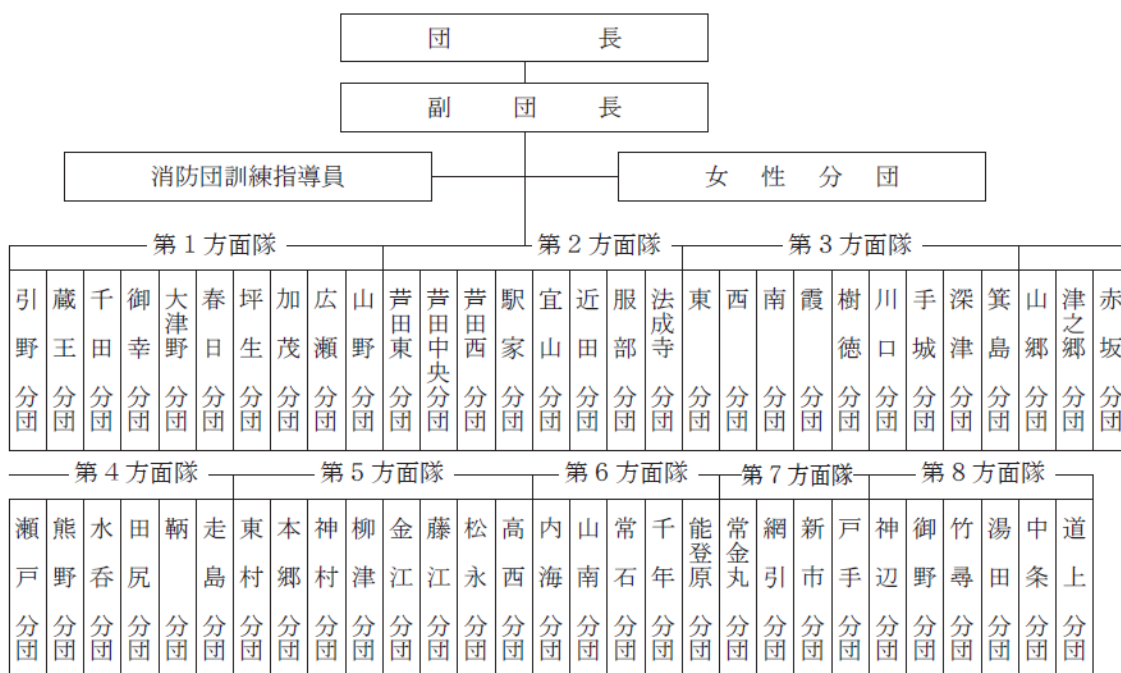 団長
副団長
消防団訓練指導員
女性分団
第1方面隊
第2方面隊
第3方面隊
引野分団
蔵王分団
千田分団
御幸分団
大津野分団
春日分団
坪生分団
加茂分団
広瀬分団
山野分団
芦田東分団
芦田中央分団
芦田西分団
駅家分団
宜山分団
近田分団
服部分団
法成寺分団
東分団
西分団
南分団
霞分団
樹徳分団
川口分団
手城分団
深津分団
箕島分団
山郷分団
津之郷分団
赤坂分団
第4方面隊
第5方面隊
第6方面隊
第7方面隊
第8方面隊
瀬戸分団
熊野分団
水呑分団
田尻分団
鞆分団
走島分団
東村分団
本郷分団
神村分団
柳津分団
金江分団
藤江分団
松永分団
高西分団
内海分団
山南分団
常石分団
千年分団
能登原分団
常金丸分団
網引分団
新市分団
戸手分団
神辺分団
御野分団
竹尋分団
湯田分団
中条分団
道上分団